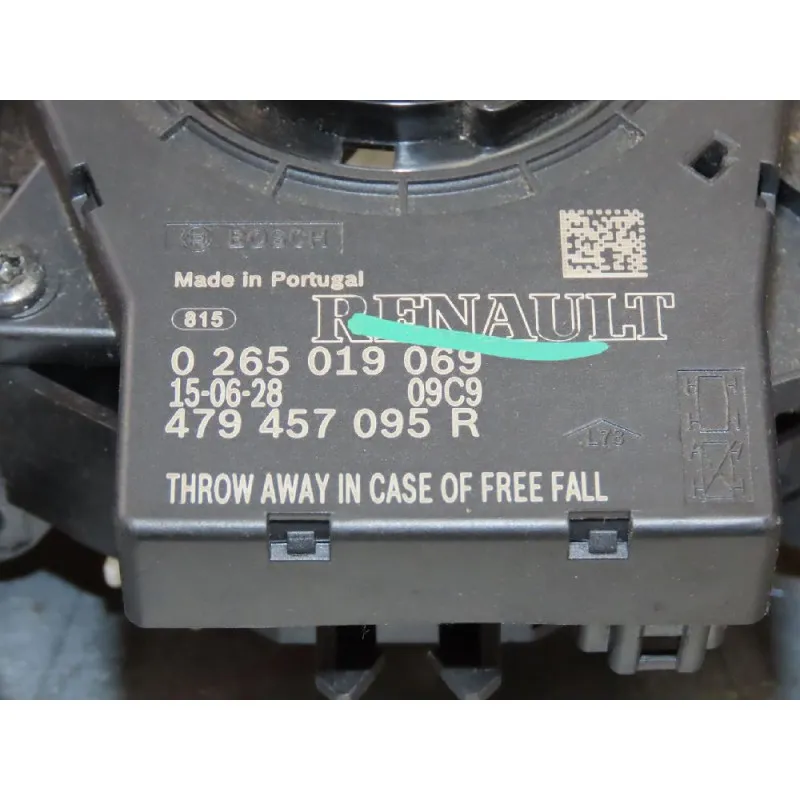 BOSCH
Made in Portugal
815
RENAULT
0 265 019 069
15-06-28 09C9
479 457 095 R
L73
THROW AWAY IN CASE OF FREE FALL